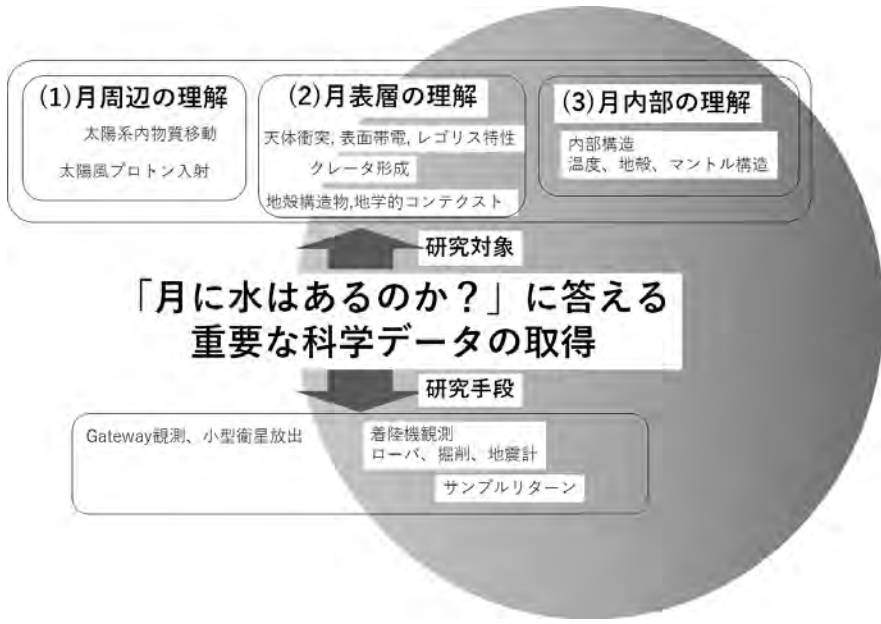 (1)月周辺の理解
太陽系内物質移動
太陽風プロトン入射
(2)月表層の理解
天体衝突, 表面帯電, レゴリス特性
クレータ形成
地殻構造物,地学的コンテクスト
(3)月内部の理解
内部構造
温度、地殻、マントル構造
研究対象
「月に水はあるのか？」に答える
重要な科学データの取得
研究手段
Gateway観測、小型衛星放出
着陸機観測
ローバ、掘削、地震計
サンプルリターン